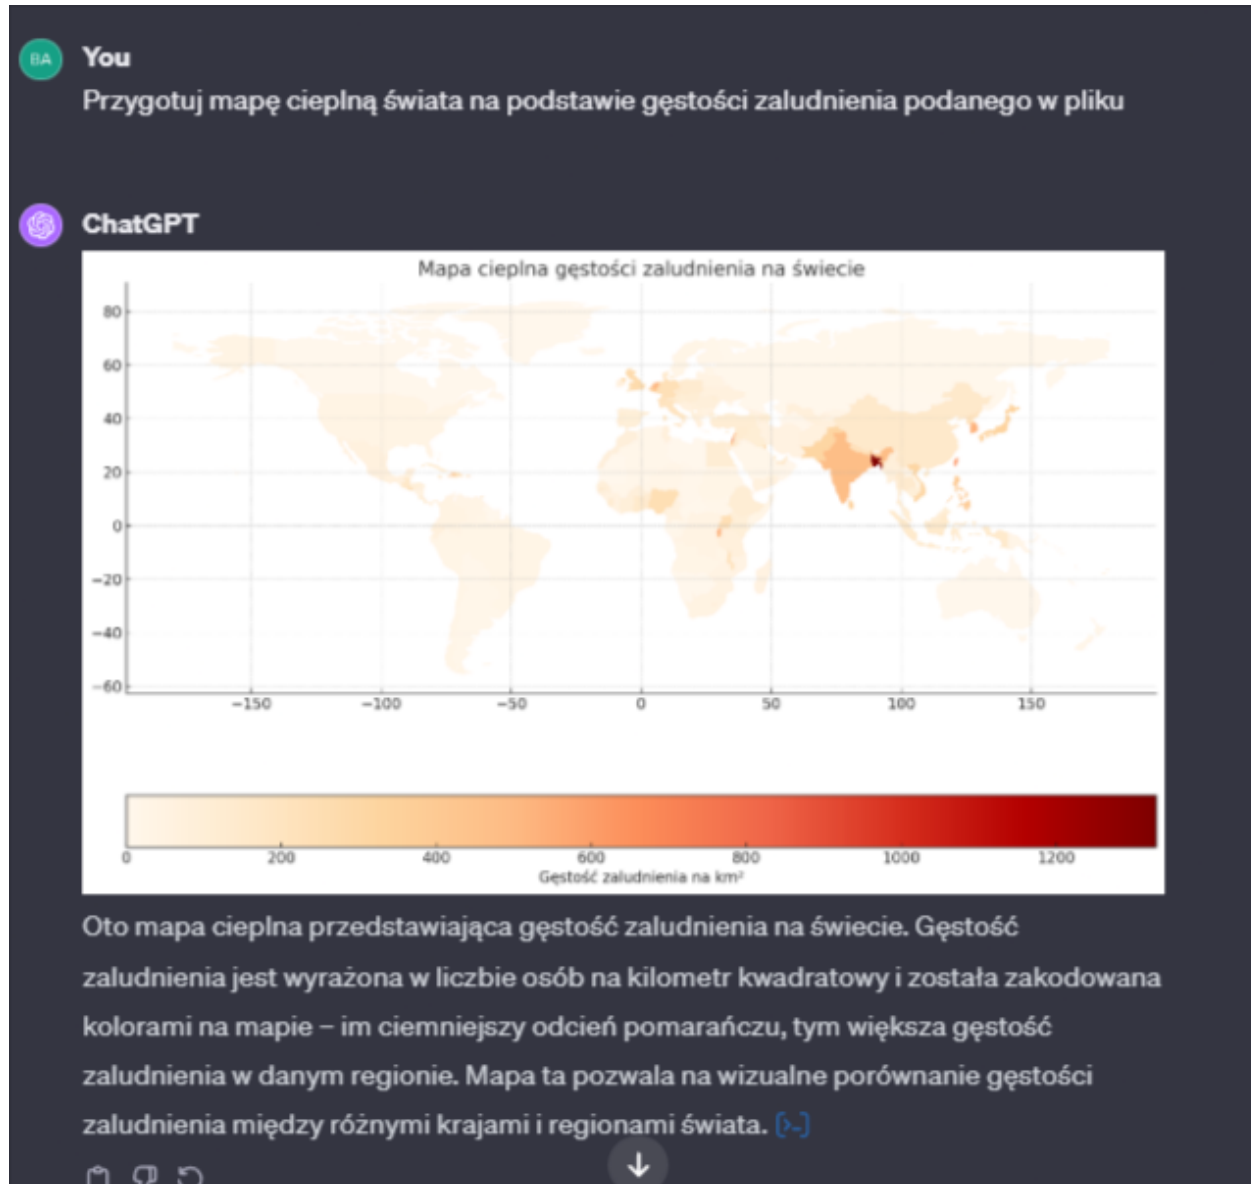 BA
You
Przygotuj mapę cieplną świata na podstawie gęstości zaludnienia podanego w pliku
ChatGPT
Mapa cieplna gęstości zaludnienia na świecie
80
60
40
20
0
−20
−40
−60
−150 −100 −50 0 50 100 150
0 200 400 600 800 1000 1200
Gęstość zaludnienia na km²
Oto mapa cieplna przedstawiająca gęstość zaludnienia na świecie. Gęstość
zaludnienia jest wyrażona w liczbie osób na kilometr kwadratowy i została zakodowana
kolorami na mapie – im ciemniejszy odcień pomarańczu, tym większa gęstość
zaludnienia w danym regionie. Mapa ta pozwala na wizualne porównanie gęstości
zaludnienia między różnymi krajami i regionami świata. [>-]